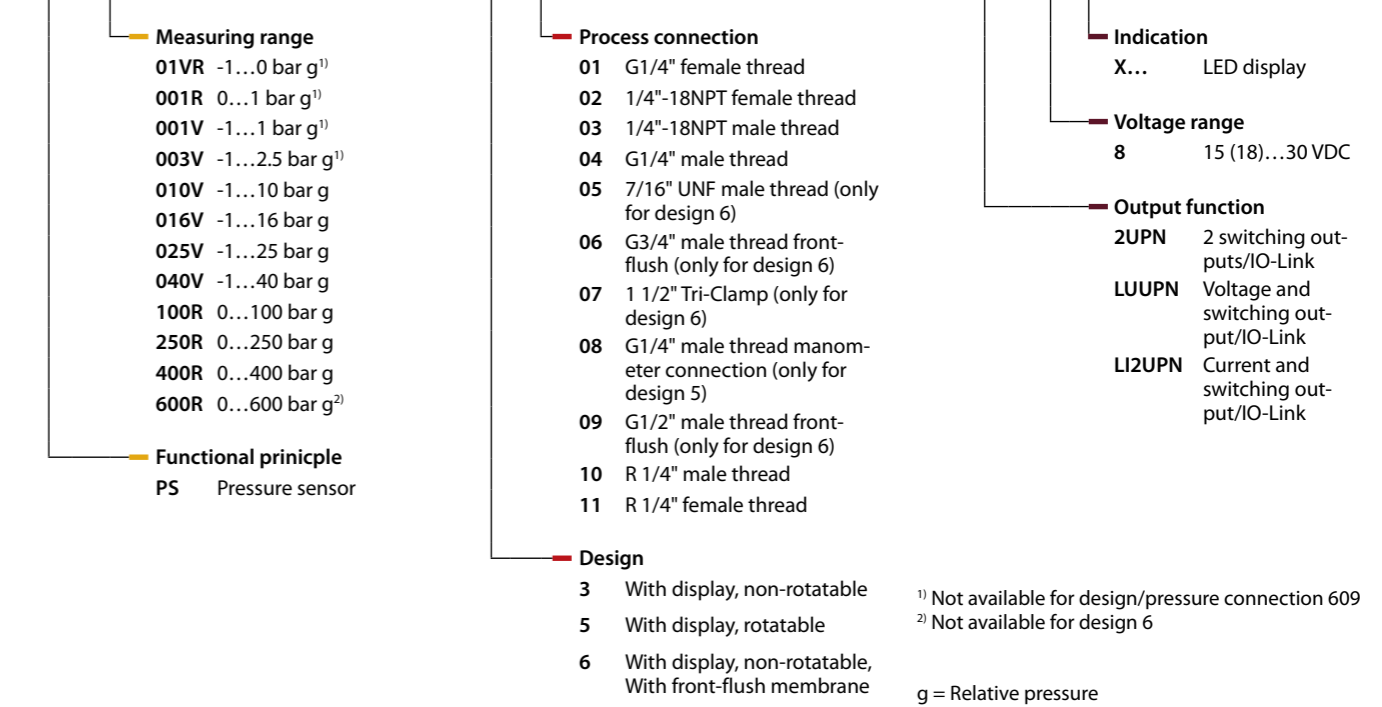 Measuring range
01VR -1…0 bar g1)
001R 0…1 bar g1)
001V -1…1 bar g1)
003V -1…2.5 bar g1)
010V -1…10 bar g
016V -1…16 bar g
025V -1…25 bar g
040V -1…40 bar g
100R 0…100 bar g
250R 0…250 bar g
400R 0…400 bar g
600R 0…600 bar g2)
Functional prinicple
PS Pressure sensor
Process connection
01 G1/4" female thread
02 1/4"-18NPT female thread
03 1/4"-18NPT male thread
04 G1/4" male thread
05 7/16" UNF male thread (only
for design 6)
06 G3/4" male thread front-
flush (only for design 6)
07 1 1/2" Tri-Clamp (only for
design 6)
08 G1/4" male thread manom-
eter connection (only for
design 5)
09 G1/2" male thread front-
flush (only for design 6)
10 R 1/4" male thread
11 R 1/4" female thread
Design
3 With display, non-rotatable
5 With display, rotatable
6 With display, non-rotatable,
With front-flush membrane
Indication
X… LED display
Voltage range
8 15 (18)…30 VDC
Output function
2UPN 2 switching out-
puts/IO-Link
LUUPN Voltage and
switching out-
put/IO-Link
LI2UPN Current and
switching out-
put/IO-Link
1) Not available for design/pressure connection 609
2) Not available for design 6
g = Relative pressure